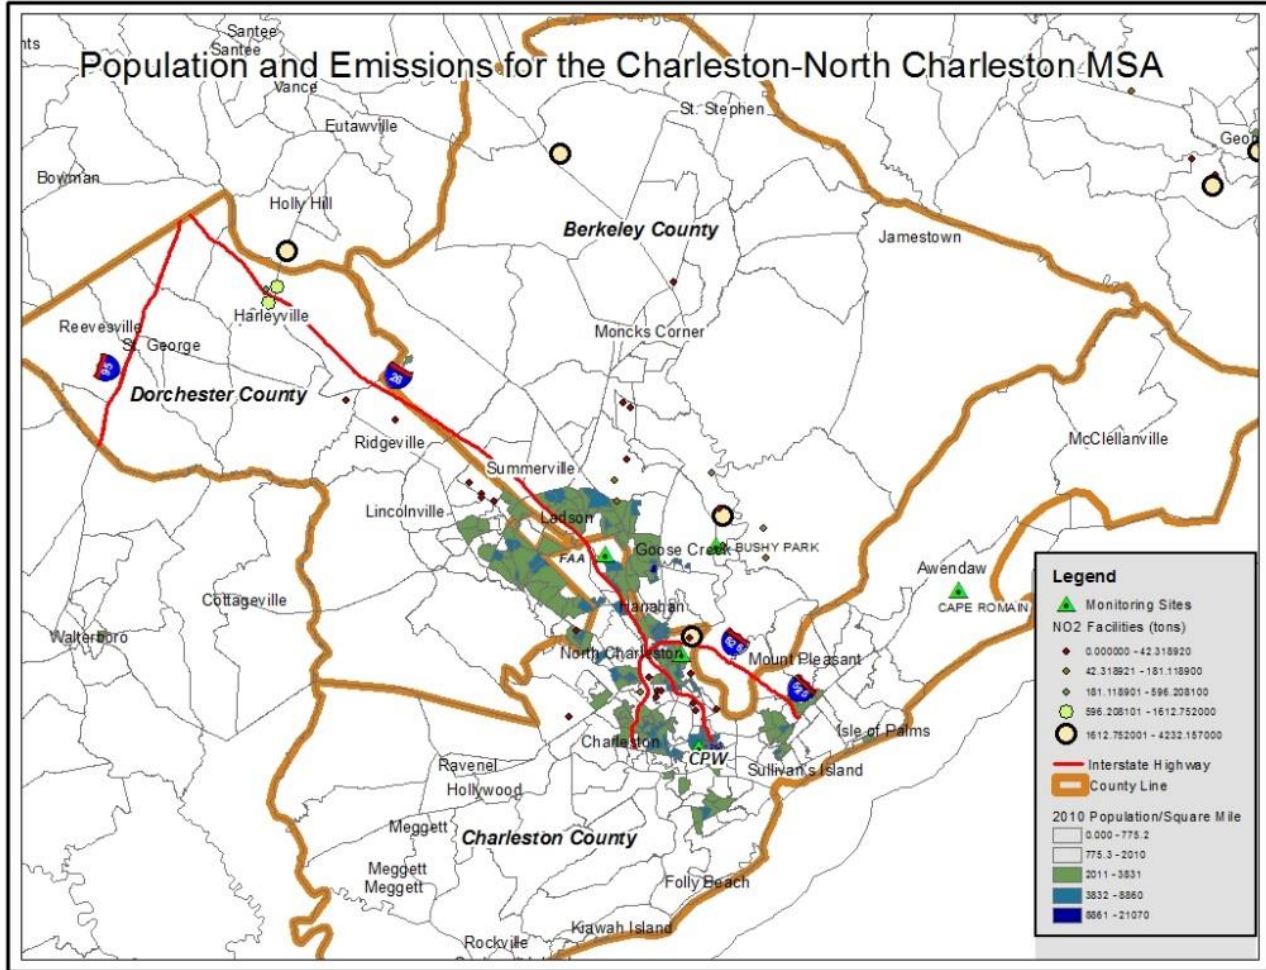 Santee
Santee
Population and Emissions for the Charleston-North Charleston MSA
Vance
St. Stephen
Eutawville
Bowman
Holly Hill
Berkeley County
Jamestown
Harleyville
Reevesville
St. George
Moncks Corner
95
26
Dorchester County
Ridgeville
McClellanville
Summerville
Lincolnville
Ladson
FAA
Goose Creek
BUSHY PARK
Awendaw
CAPE ROMAIN
Cottageville
Hanahan
Walterboro
North Charleston
526
Mount Pleasant
526
Isle of Palms
Charleston
CPW
Ravenel
Sullivan's Island
Hollywood
Meggett
Charleston County
Meggett
Meggett
Folly Beach
Kiawah Island
Rockville
Legend
Monitoring Sites
NO2 Facilities (tons)
0.000000 - 42.318920
42.318921 - 181.118900
181.118901 - 596.208100
596.208101 - 1612.752000
1612.752001 - 4232.157000
Interstate Highway
County Line
2010 Population/Square Mile
0.000 - 775.2
775.3 - 2010
2011 - 3831
3832 - 8860
8861 - 21070